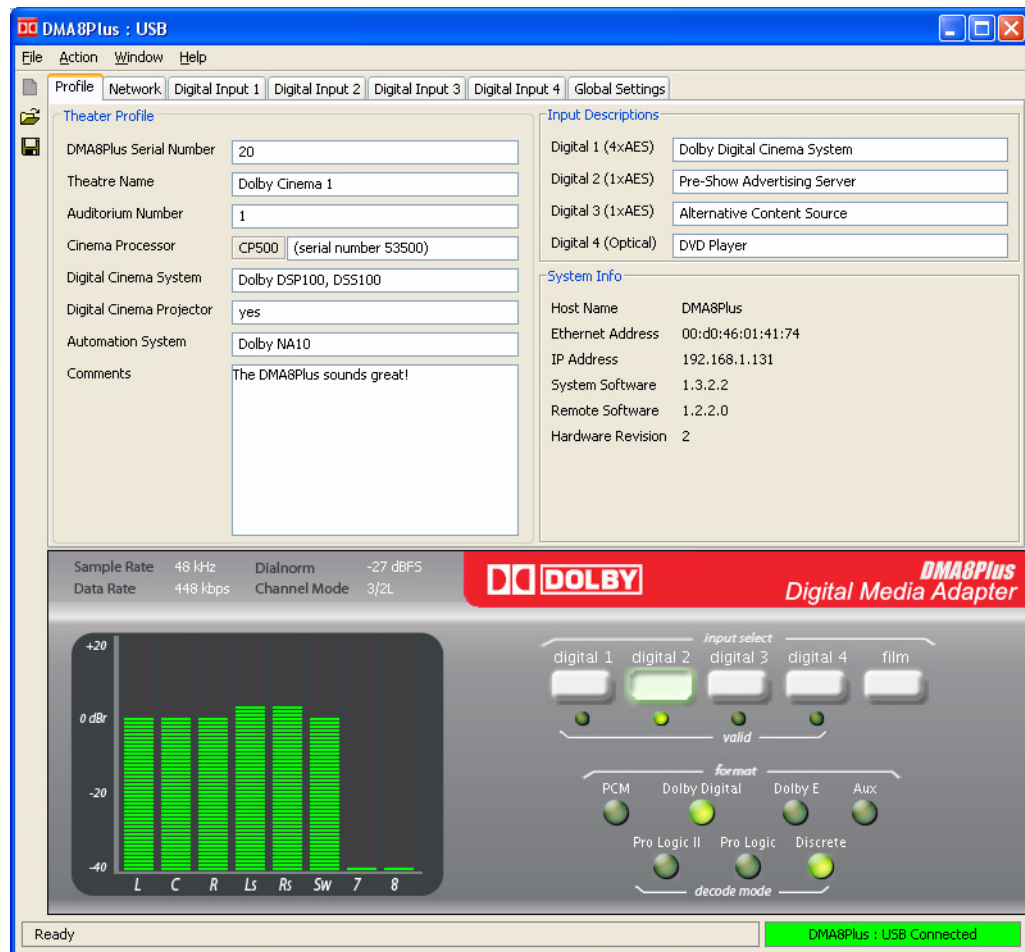 DMA8Plus : USB
File Action Window Help
Profile Network Digital Input 1 Digital Input 2 Digital Input 3 Digital Input 4 Global Settings
Theater Profile
DMA8Plus Serial Number 20
Theatre Name Dolby Cinema 1
Auditorium Number 1
Cinema Processor CP500 (serial number 53500)
Digital Cinema System Dolby DSP100, DSS100
Digital Cinema Projector yes
Automation System Dolby NA10
Comments The DMA8Plus sounds great!
Input Descriptions
Digital 1 (4xAES) Dolby Digital Cinema System
Digital 2 (1xAES) Pre-Show Advertising Server
Digital 3 (1xAES) Alternative Content Source
Digital 4 (Optical) DVD Player
System Info
Host Name DMA8Plus
Ethernet Address 00:d0:46:01:41:74
IP Address 192.168.1.131
System Software 1.3.2.2
Remote Software 1.2.2.0
Hardware Revision 2
Sample Rate 48 kHz Dialnorm -27 dBFS
Data Rate 448 kbps Channel Mode 3/2L
DOLBY
DMA8Plus
Digital Media Adapter
+20
0 dBr
-20
-40
L C R Ls Rs Sw 7 8
input select
digital 1 digital 2 digital 3 digital 4 film
valid
format
PCM Dolby Digital Dolby E Aux
Pro Logic II Pro Logic Discrete
decode mode
Ready
DMA8Plus : USB Connected